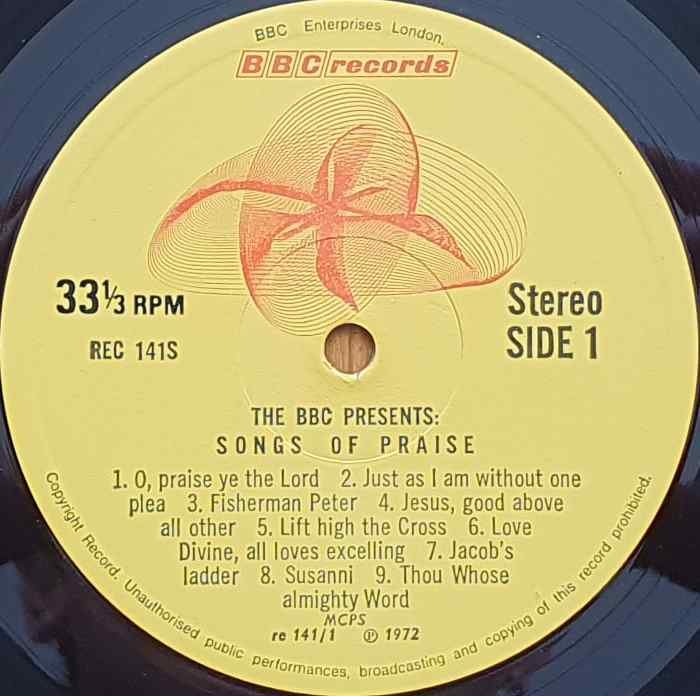 BBC Enterprises London.
BBC records
33⅓ RPM
REC 141S
Stereo
SIDE 1
THE BBC PRESENTS:
SONGS OF PRAISE
1. O, praise ye the Lord 2. Just as I am without one
plea 3. Fisherman Peter 4. Jesus, good above
all other 5. Lift high the Cross 6. Love
Divine, all loves excelling 7. Jacob's
ladder 8. Susanni 9. Thou Whose
almighty Word
MCPS
re 141/1 ℗ 1972
Copyright Record. Unauthorised public performances, broadcasting and copying of this record prohibited.